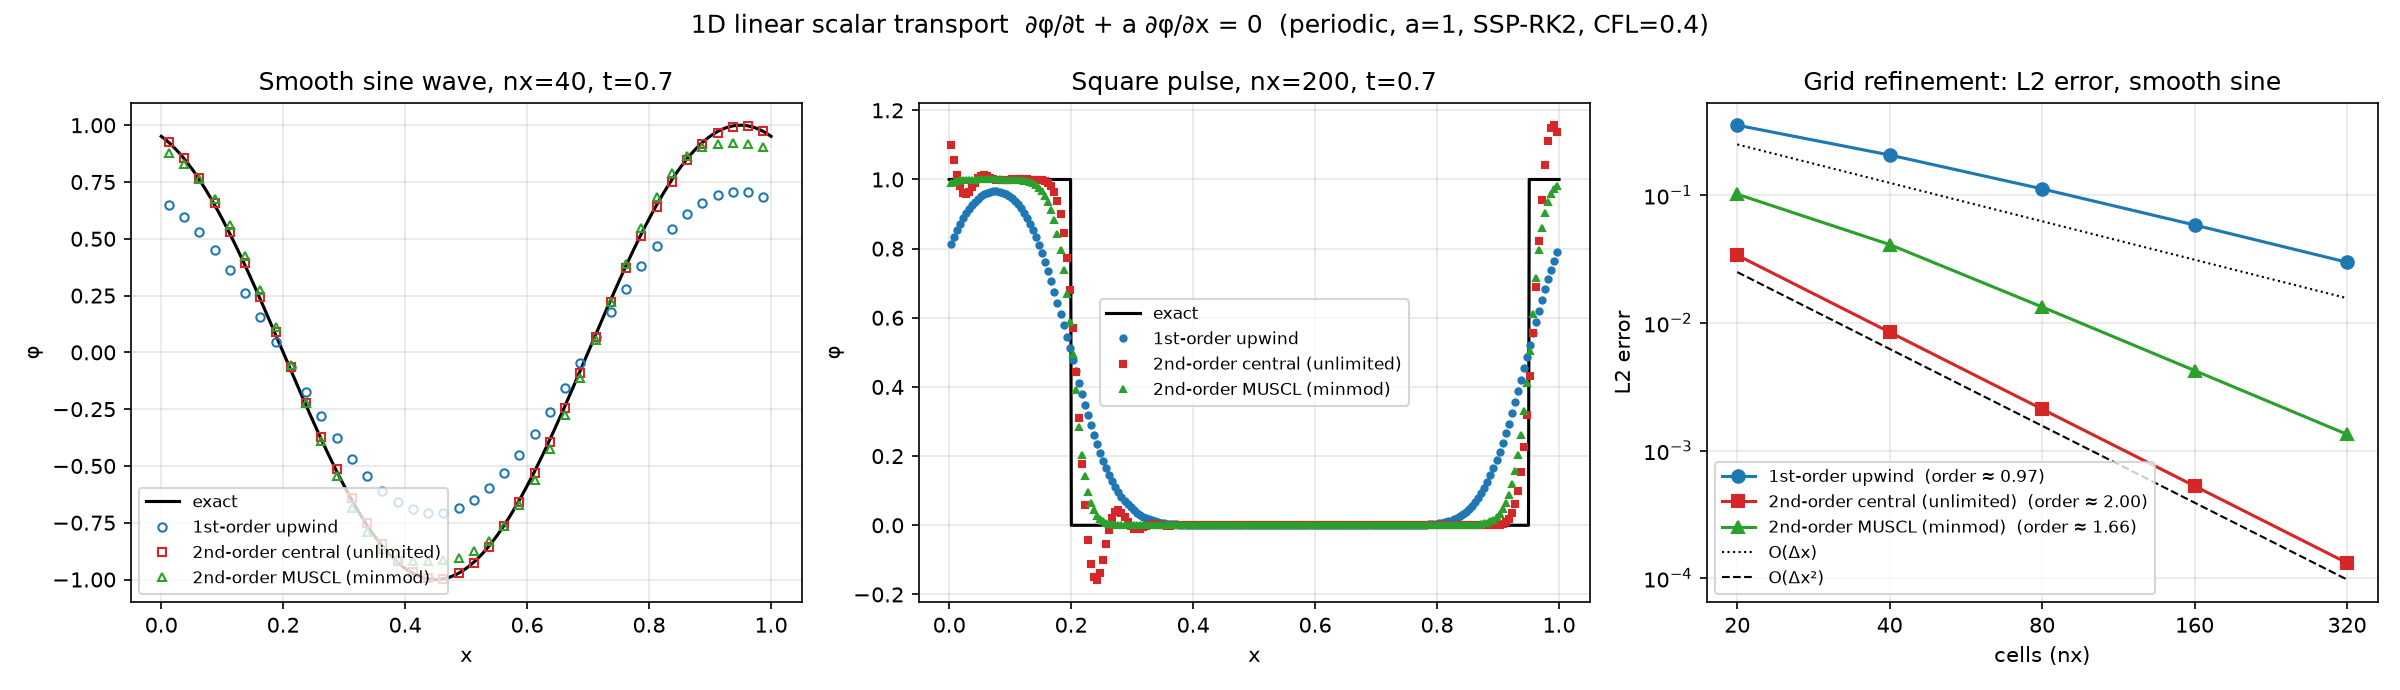 1D linear scalar transport  ∂φ/∂t + a ∂φ/∂x = 0  (periodic, a=1, SSP-RK2, CFL=0.4)
Smooth sine wave, nx=40, t=0.7
φ
1.00
0.75
0.50
0.25
0.00
−0.25
−0.50
−0.75
−1.00
exact
1st-order upwind
2nd-order central (unlimited)
2nd-order MUSCL (minmod)
0.0 0.2 0.4 0.6 0.8 1.0
x
Square pulse, nx=200, t=0.7
φ
1.2
1.0
0.8
0.6
0.4
0.2
0.0
−0.2
exact
1st-order upwind
2nd-order central (unlimited)
2nd-order MUSCL (minmod)
0.0 0.2 0.4 0.6 0.8 1.0
x
Grid refinement: L2 error, smooth sine
L2 error
10⁻¹
10⁻²
10⁻³
10⁻⁴
1st-order upwind  (order ≈ 0.97)
2nd-order central (unlimited)  (order ≈ 2.00)
2nd-order MUSCL (minmod)  (order ≈ 1.66)
O(Δx)
O(Δx²)
20 40 80 160 320
cells (nx)